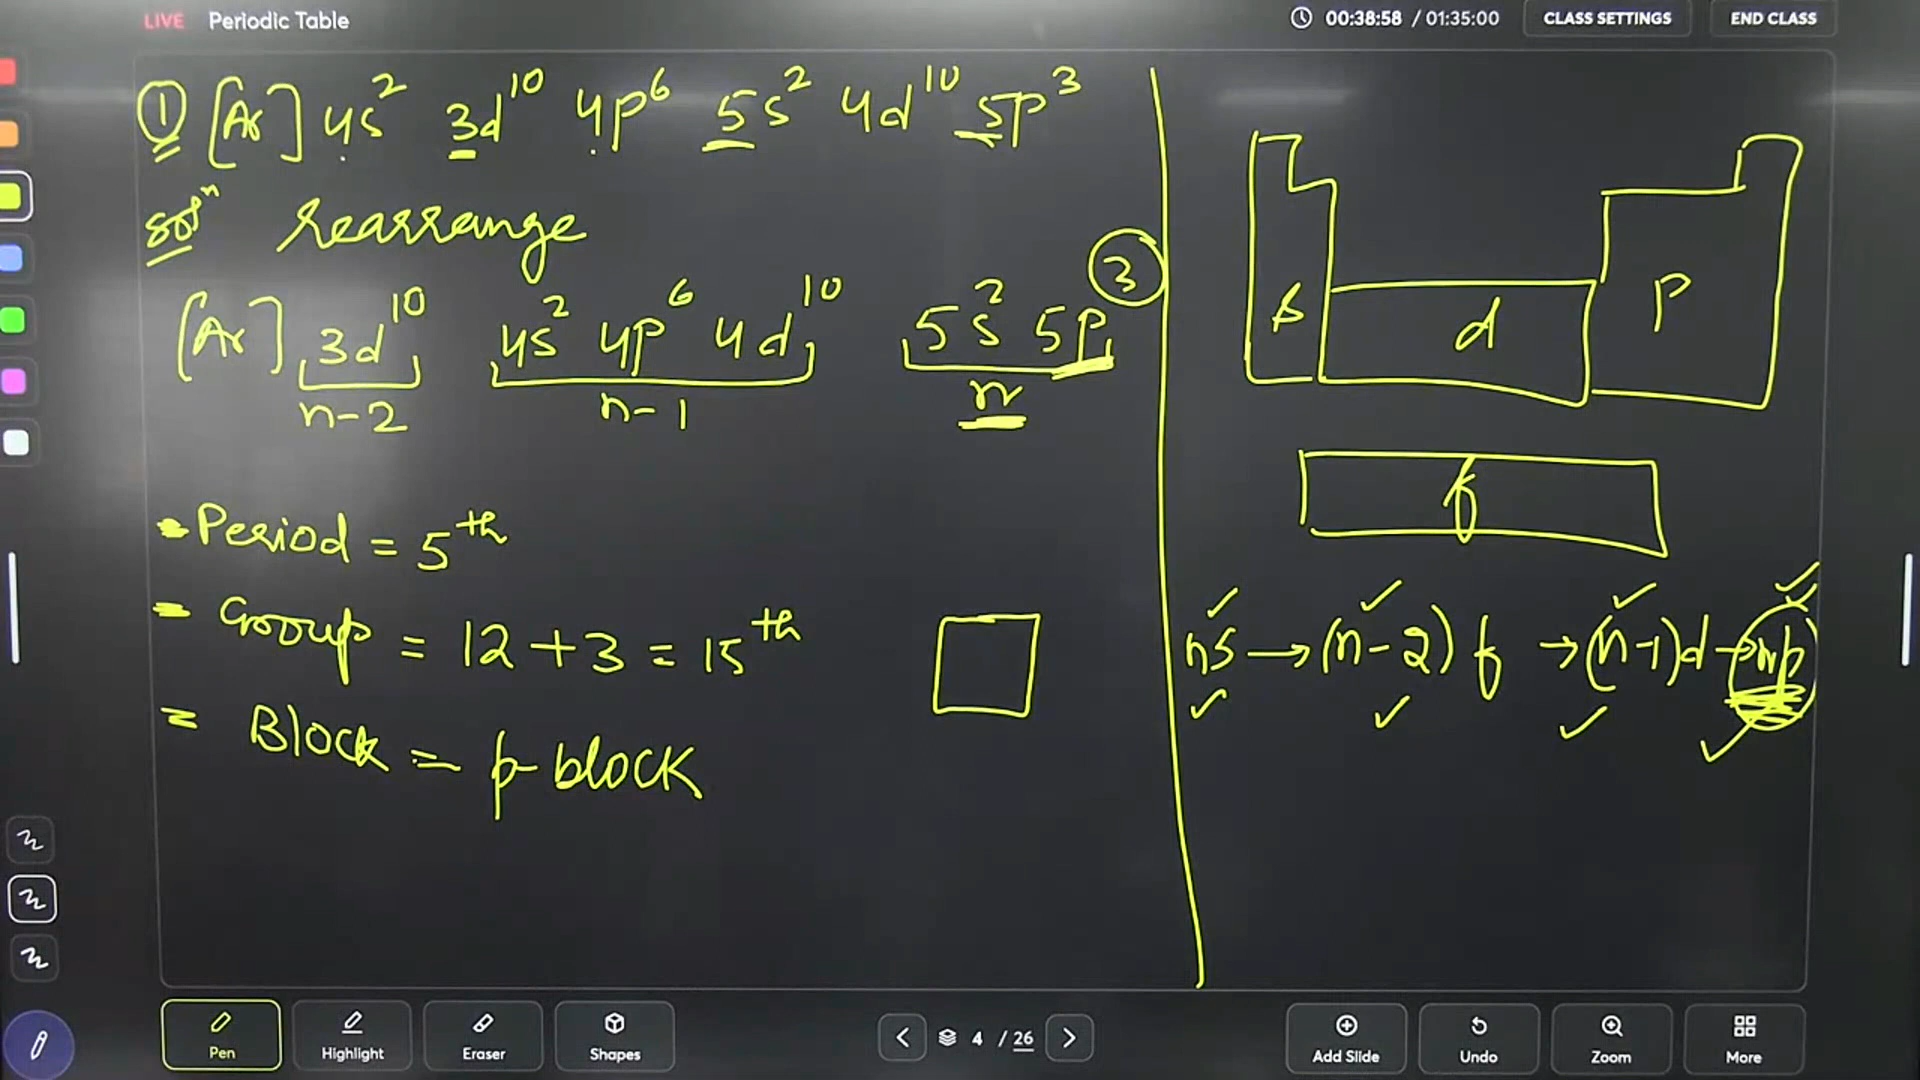 LIVE Periodic Table 00:38:58 / 01:35:00 CLASS SETTINGS END CLASS
① [Ar] 4s² 3d¹⁰ 4p⁶ 5s² 4d¹⁰ 5p³
solⁿ rearrange
[Ar] 3d¹⁰ 4s² 4p⁶ 4d¹⁰ 5s² 5p ③
n-2 n-1 n
- Period = 5th
- Group = 12 + 3 = 15th
= Block = p-block
s d p
f
ns → (n-2) f → (n-1)d → np
Pen Highlight Eraser Shapes 4 / 26 Add Slide Undo Zoom More